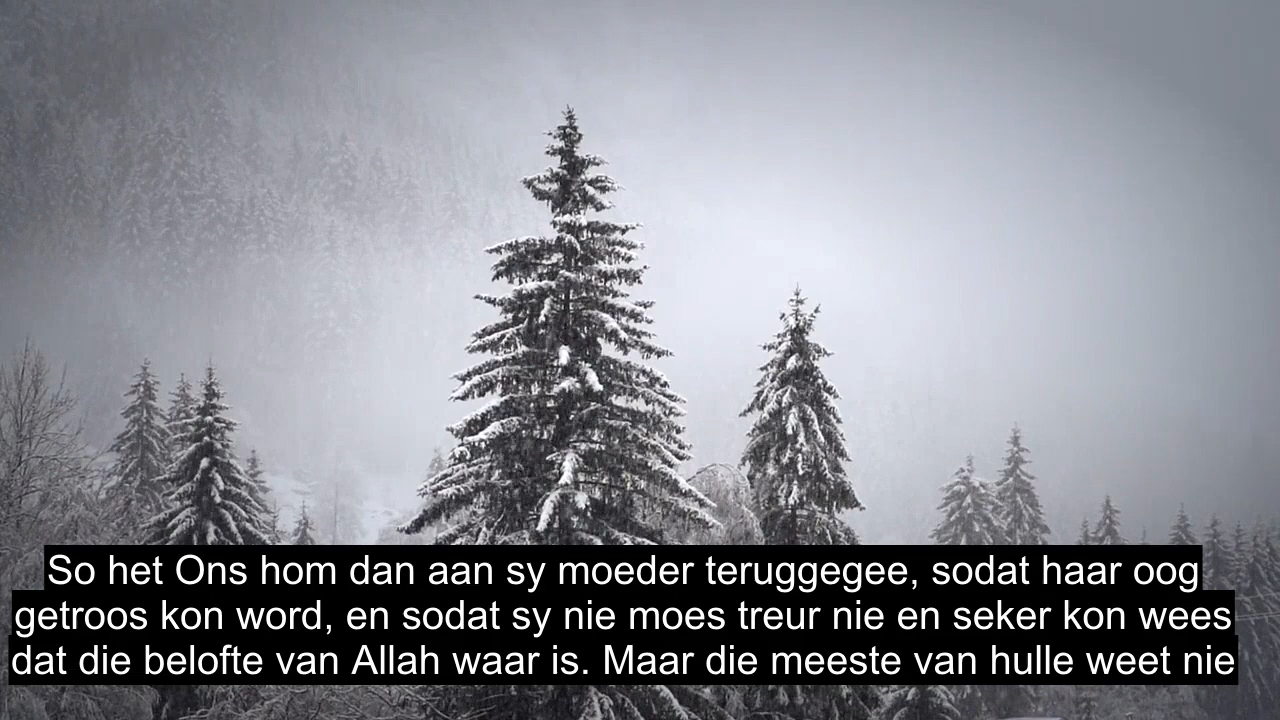 So het Ons hom dan aan sy moeder teruggegee, sodat haar oog
getroos kon word, en sodat sy nie moes treur nie en seker kon wees
dat die belofte van Allah waar is. Maar die meeste van hulle weet nie